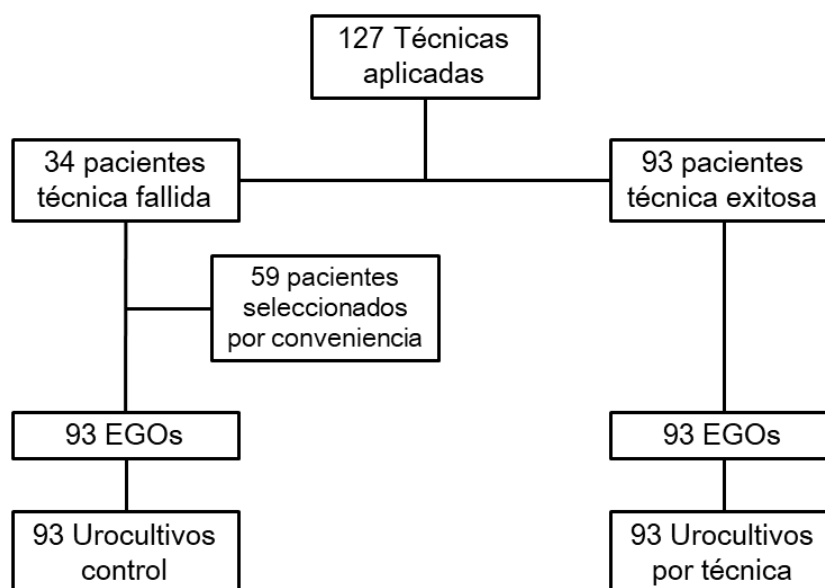 127 Técnicas
aplicadas
34 pacientes
técnica fallida
93 pacientes
técnica exitosa
59 pacientes
seleccionados
por conveniencia
93 EGOs
93 EGOs
93 Urocultivos
control
93 Urocultivos
por técnica